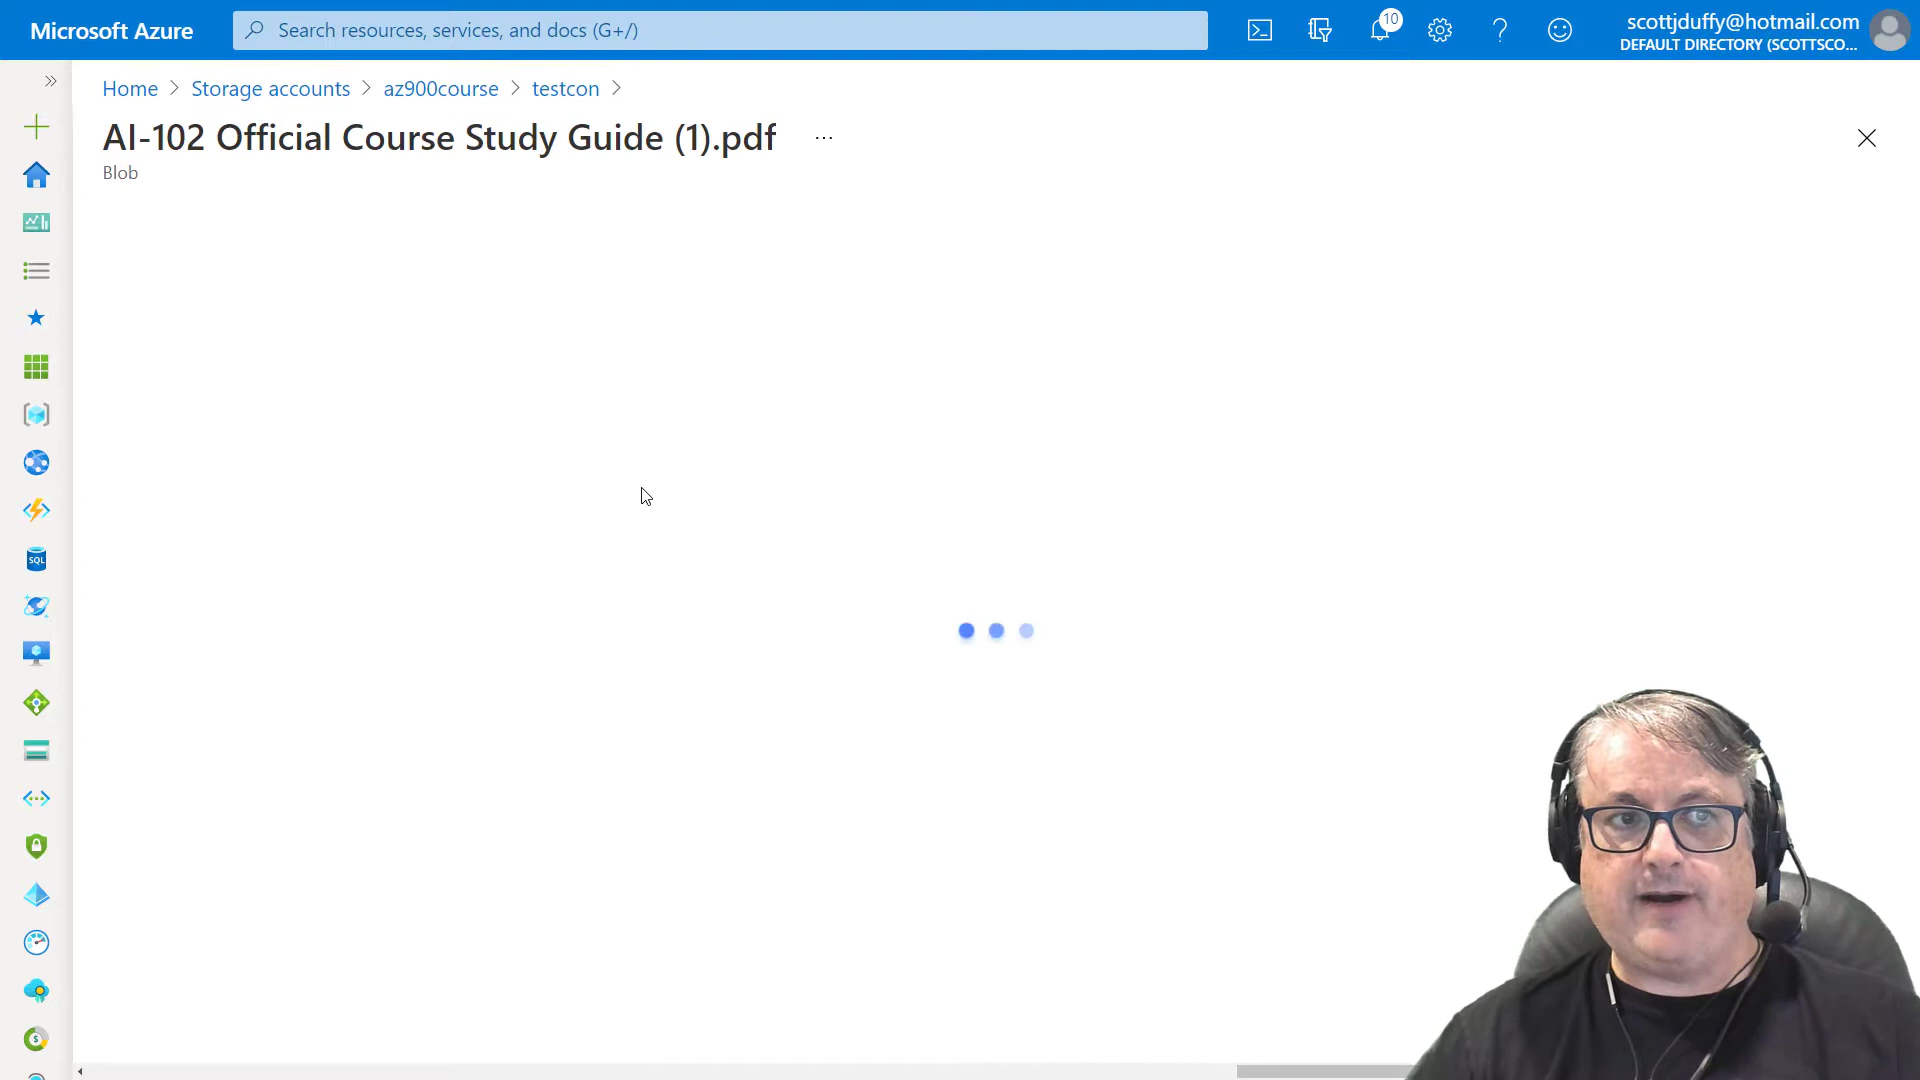 Microsoft Azure
Search resources, services, and docs (G+/)
10
scottjduffy@hotmail.com
DEFAULT DIRECTORY (SCOTTSCO...
Home > Storage accounts > az900course > testcon >
AI-102 Official Course Study Guide (1).pdf ...
Blob
SQL